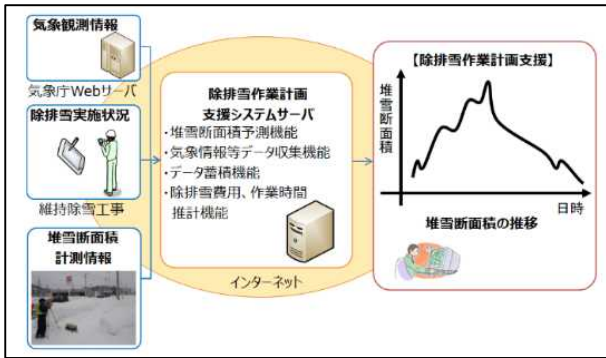 気象観測情報
気象庁Webサーバ
除排雪実施状況
維持除雪工事
堆雪断面積
計測情報
除排雪作業計画
支援システムサーバ
・堆雪断面積予測機能
・気象情報等データ収集機能
・データ蓄積機能
・除排雪費用、作業時間
推計機能
インターネット
【除排雪作業計画支援】
堆雪断面積
日時
堆雪断面積の推移